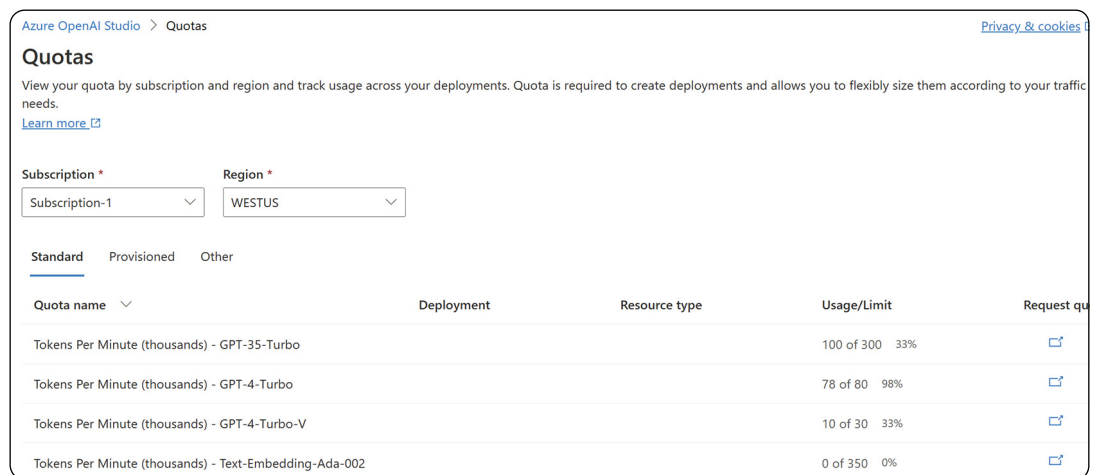 Azure OpenAI Studio > Quotas
Privacy & cookies
Quotas
View your quota by subscription and region and track usage across your deployments. Quota is required to create deployments and allows you to flexibly size them according to your traffic
needs.
Learn more
Subscription * Region *
Subscription-1 WESTUS
Standard Provisioned Other
Quota name Deployment Resource type Usage/Limit Request qu
Tokens Per Minute (thousands) - GPT-35-Turbo 100 of 300 33%
Tokens Per Minute (thousands) - GPT-4-Turbo 78 of 80 98%
Tokens Per Minute (thousands) - GPT-4-Turbo-V 10 of 30 33%
Tokens Per Minute (thousands) - Text-Embedding-Ada-002 0 of 350 0%